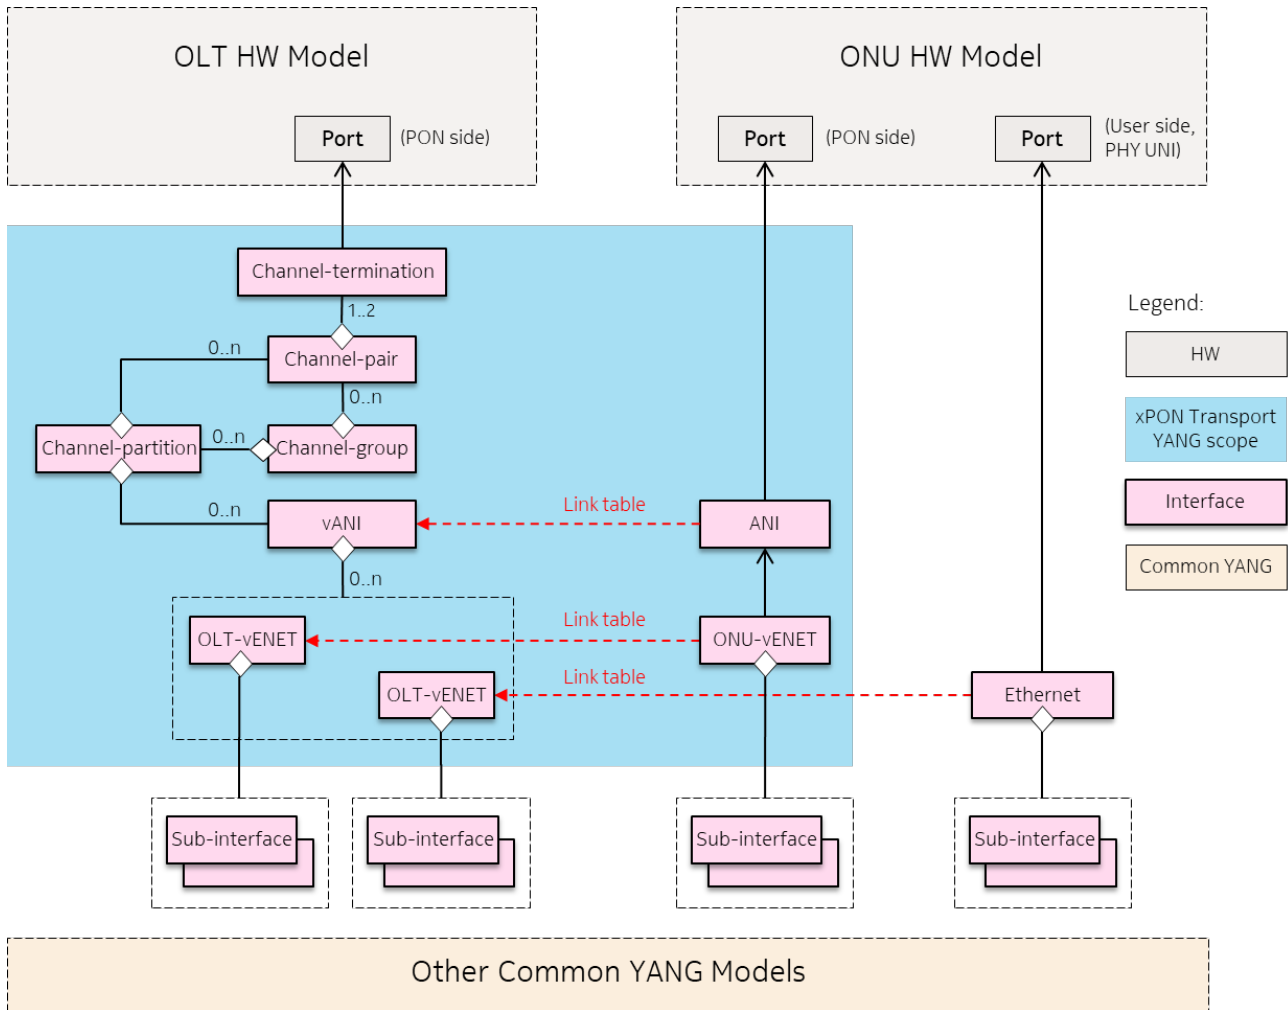 OLT HW Model
ONU HW Model
Port
(PON side)
Port
(PON side)
Port
(User side,
PHY UNI)
Channel-termination
1..2
0..n
Channel-pair
0..n
0..n
Channel-partition
Channel-group
0..n
vANI
Link table
ANI
0..n
OLT-vENET
Link table
ONU-vENET
Link table
OLT-vENET
Ethernet
Sub-interface
Sub-interface
Sub-interface
Sub-interface
Legend:
HW
xPON Transport
YANG scope
Interface
Common YANG
Other Common YANG Models